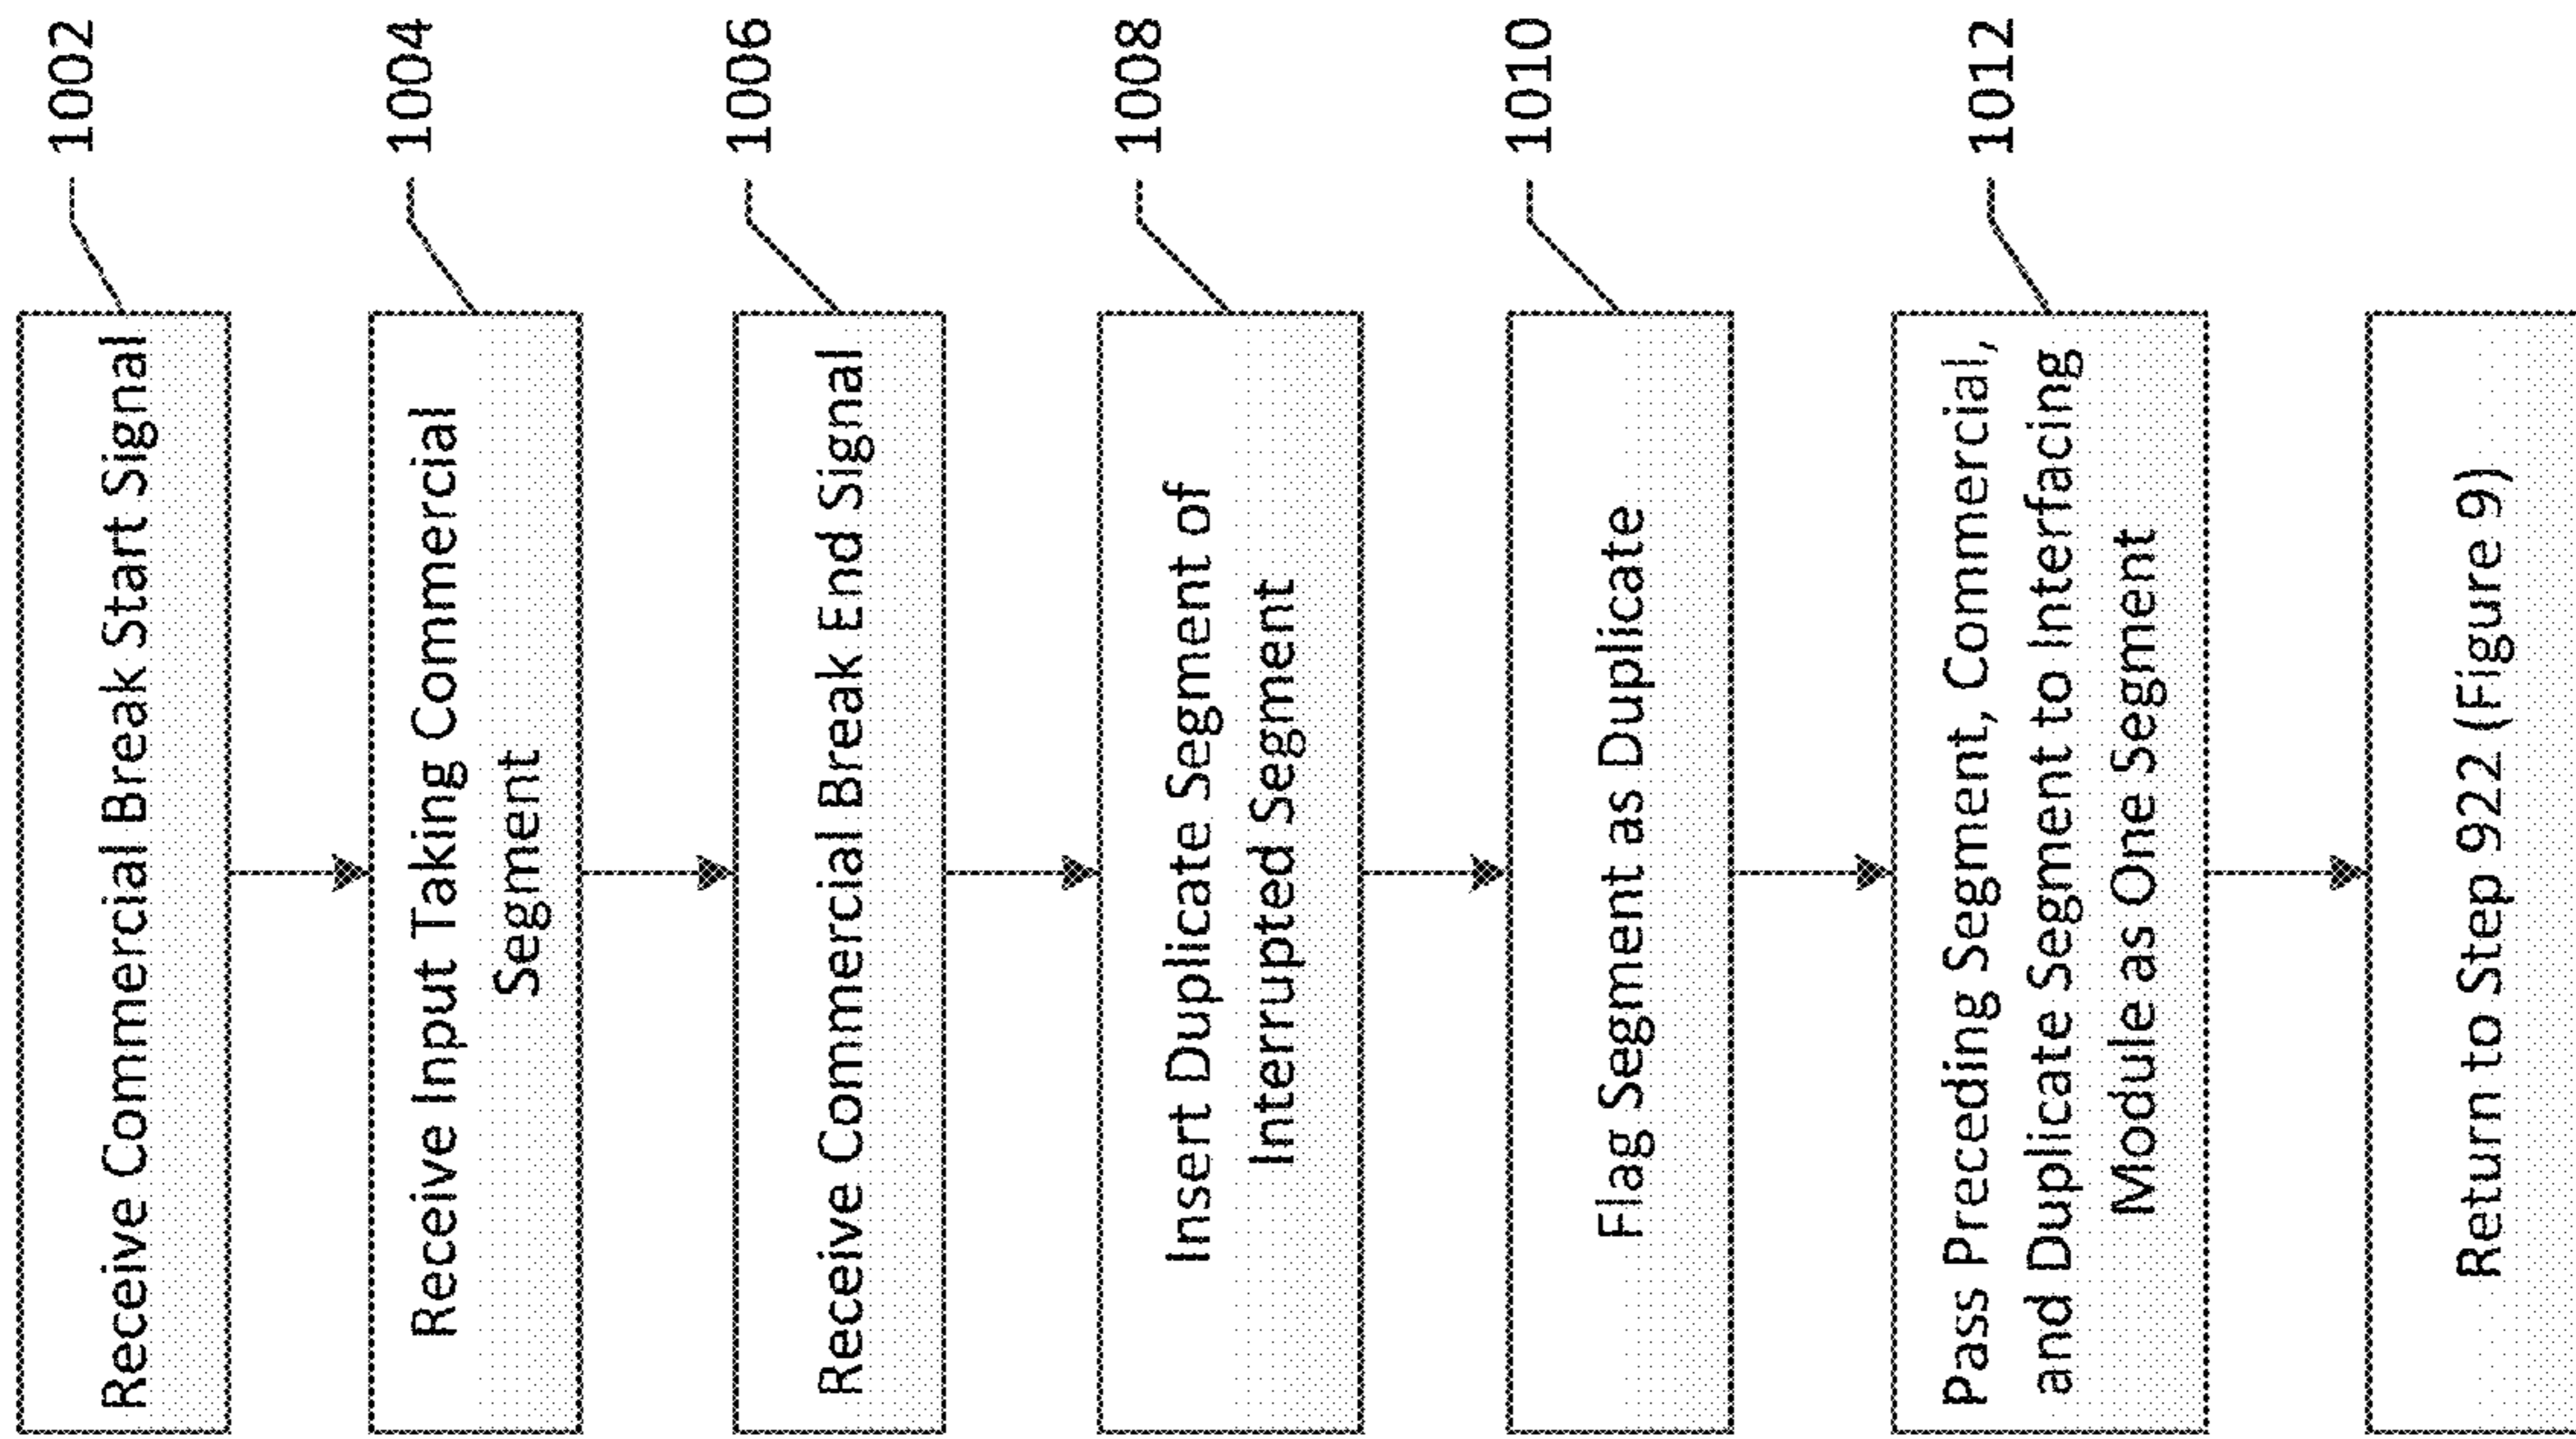 Receive Commercial Break Start Signal
1002
Receive Input Taking Commercial
Segment
1004
Receive Commercial Break End Signal
1006
Insert Duplicate Segment of
Interrupted Segment
1008
Flag Segment as Duplicate
1010
Pass Preceding Segment, Commercial,
and Duplicate Segment to Interfacing
Module as One Segment
1012
Return to Step 922 (Figure 9)